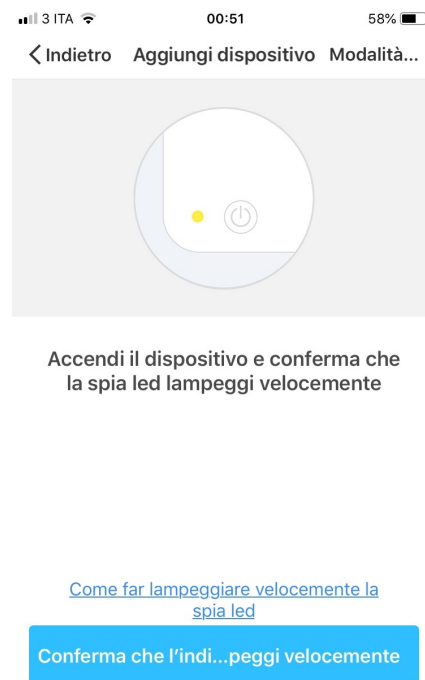 3 ITA 00:51 58%
Indietro Aggiungi dispositivo Modalità...
Accendi il dispositivo e conferma che
la spia led lampeggi velocemente
Come far lampeggiare velocemente la
spia led
Conferma che l'indi...peggi velocemente